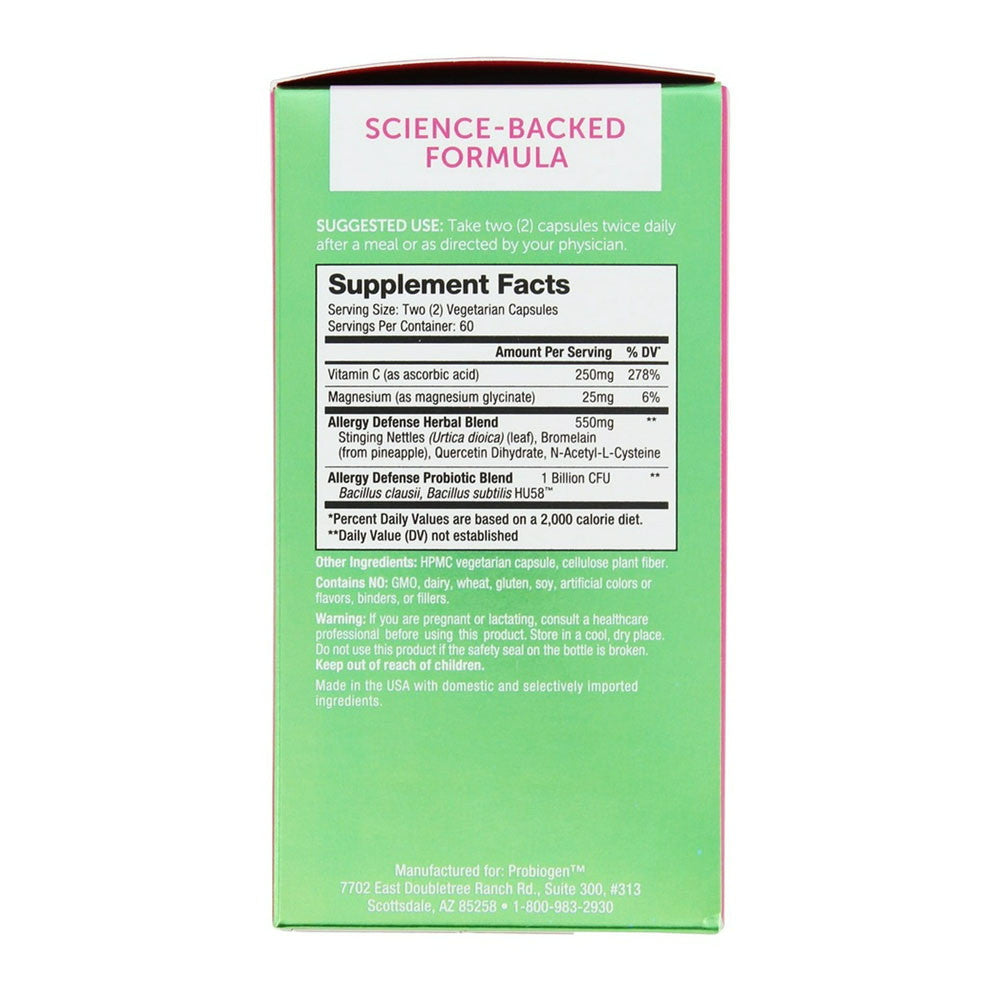 SCIENCE-BACKED
FORMULA
SUGGESTED USE: Take two (2) capsules twice daily
after a meal or as directed by your physician.
Supplement Facts
Serving Size: Two (2) Vegetarian Capsules
Servings Per Container: 60
Amount Per Serving % DV*
Vitamin C (as ascorbic acid) 250mg 278%
Magnesium (as magnesium glycinate) 25mg 6%
Allergy Defense Herbal Blend 550mg **
Stinging Nettles (Urtica dioica) (leaf), Bromelain
(from pineapple), Quercetin Dihydrate, N-Acetyl-L-Cysteine
Allergy Defense Probiotic Blend 1 Billion CFU **
Bacillus clausii, Bacillus subtilis HU58™
*Percent Daily Values are based on a 2,000 calorie diet.
**Daily Value (DV) not established
Other Ingredients: HPMC vegetarian capsule, cellulose plant fiber.
Contains NO: GMO, dairy, wheat, gluten, soy, artificial colors or
flavors, binders, or fillers.
Warning: If you are pregnant or lactating, consult a healthcare
professional before using this product. Store in a cool, dry place.
Do not use this product if the safety seal on the bottle is broken.
Keep out of reach of children.
Made in the USA with domestic and selectively imported
ingredients.
Manufactured for: Probiogen™
7702 East Doubletree Ranch Rd., Suite 300, #313
Scottsdale, AZ 85258 • 1-800-983-2930